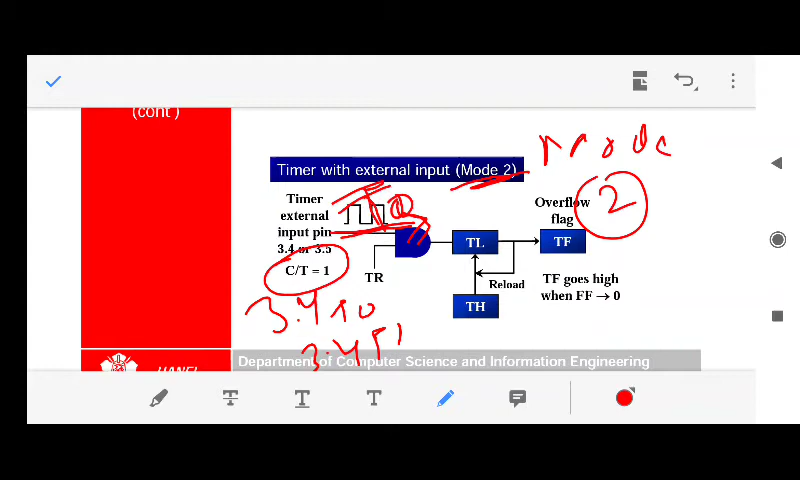 (cont')
mode
Timer with external input (Mode 2)
2
Timer
external
input pin
3.4 or 3.5
C/T = 1
TR
TL
TH
Reload
Overflow
flag
TF
TF goes high
when FF → 0
3.4
3.4
HANEL
Department of Computer Science and Information Engineering